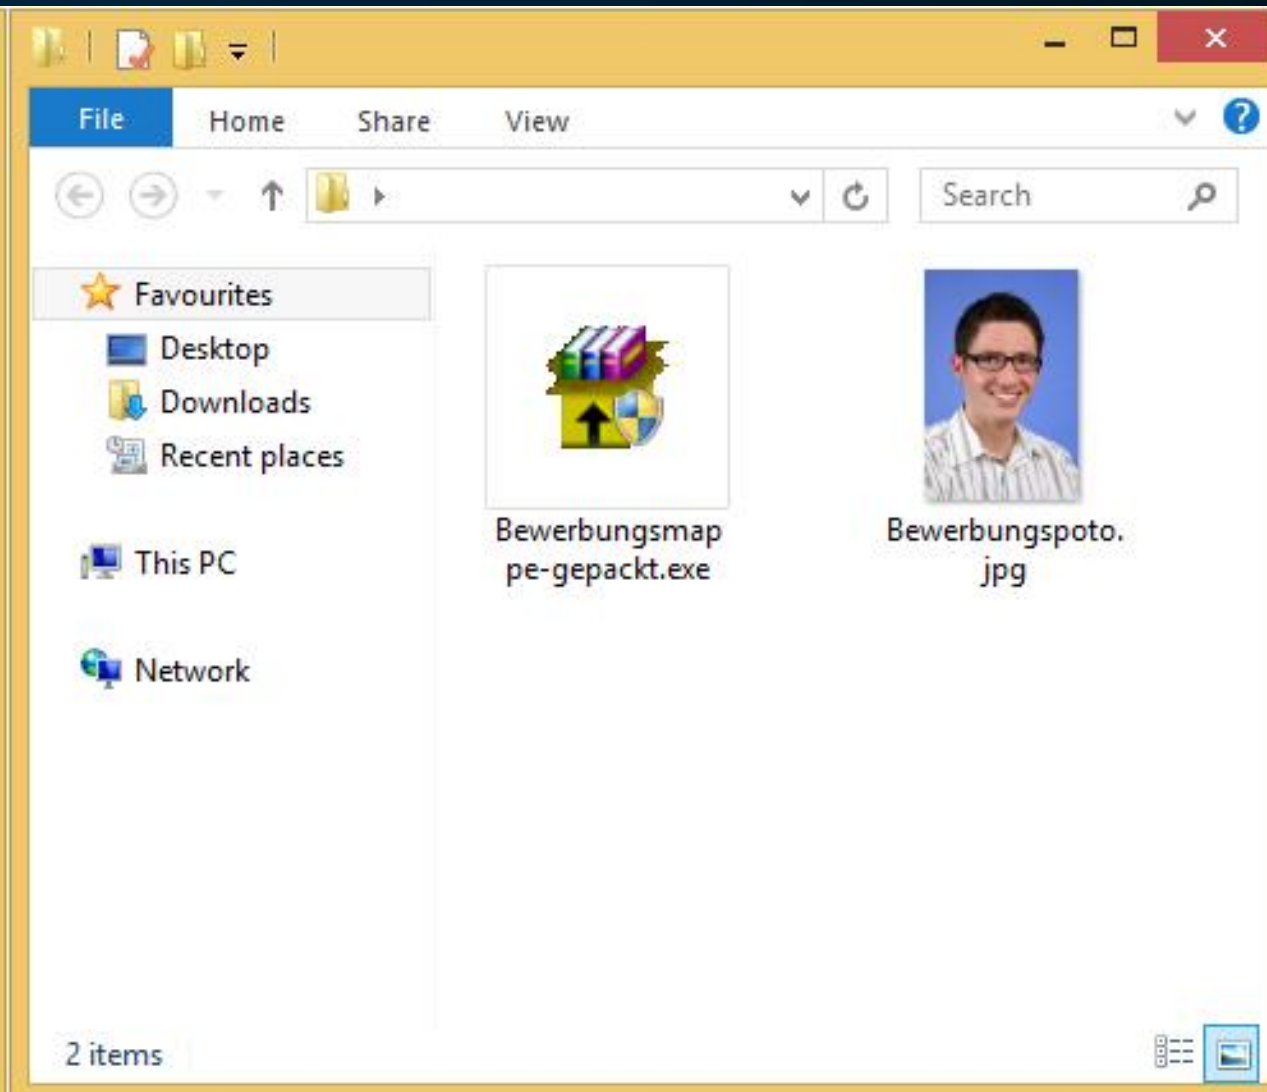 File Home Share View
Search
Favourites
Desktop
Downloads
Recent places
This PC
Network
Bewerbungsmap
pe-gepackt.exe
Bewerbungspoto.
jpg
2 items